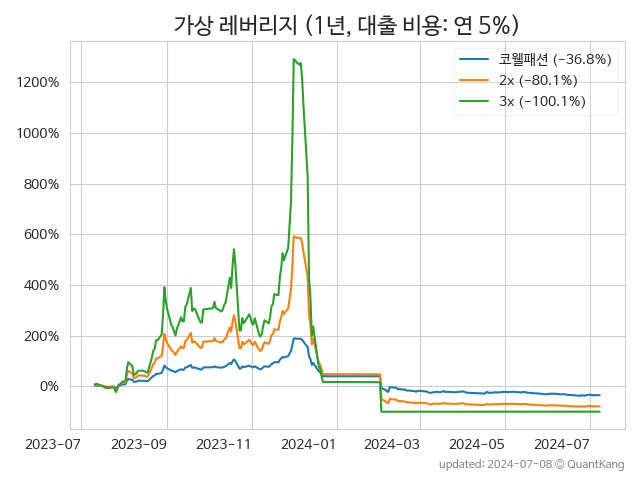 가상 레버리지 (1년, 대출 비용: 연 5%)
코웰패션 (-36.8%)
2x (-80.1%)
3x (-100.1%)
1200%
1000%
800%
600%
400%
200%
0%
2023-07 2023-09 2023-11 2024-01 2024-03 2024-05 2024-07
updated: 2024-07-08 © QuantKang